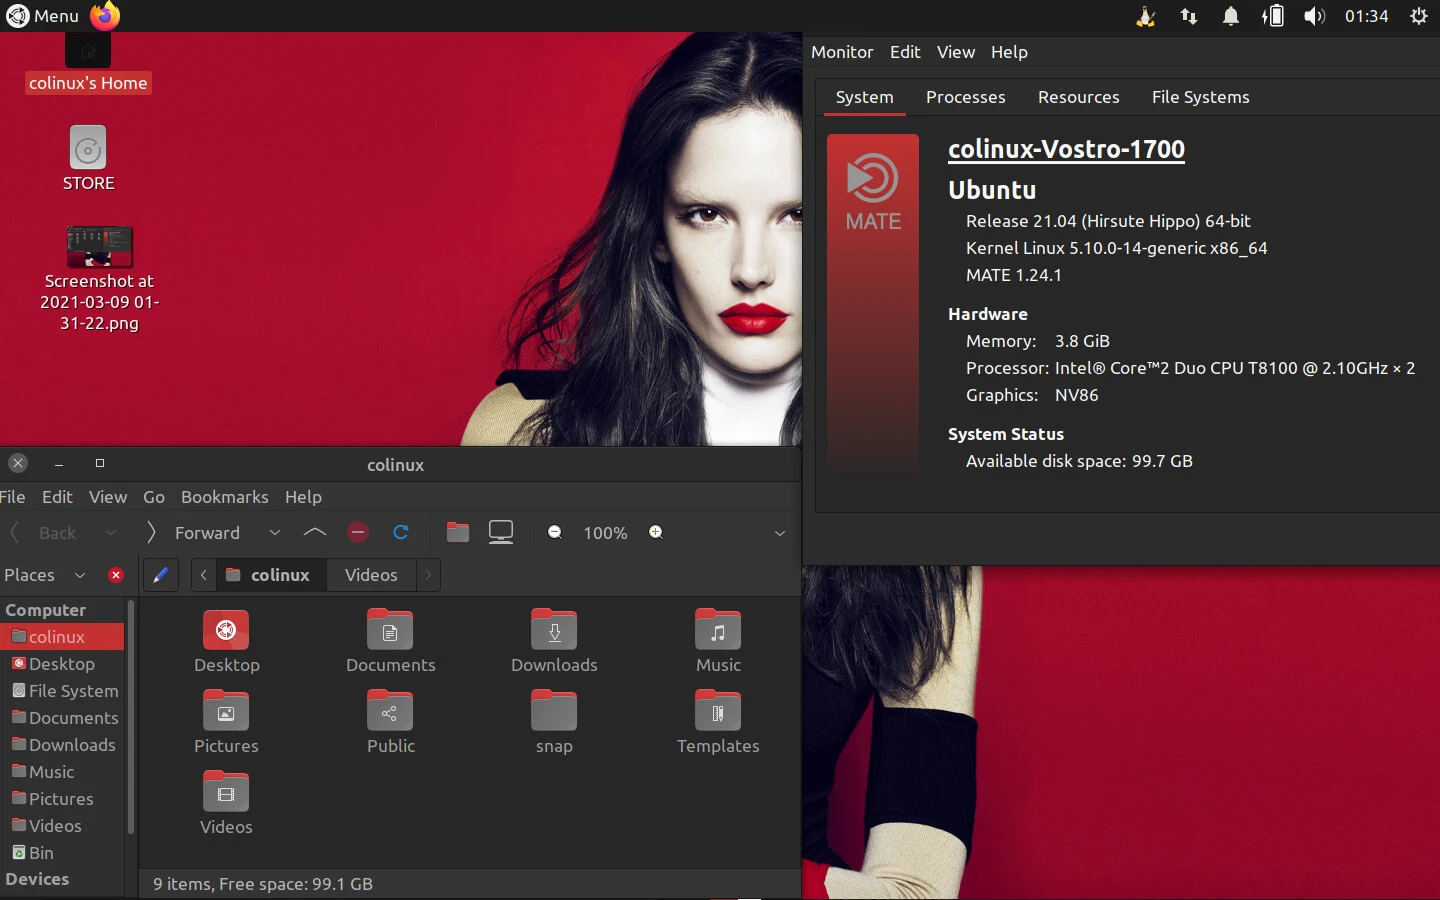 Menu
01:34
colinux's Home
STORE
Screenshot at
2021-03-09 01-
31-22.png
Monitor Edit View Help
System Processes Resources File Systems
MATE
colinux-Vostro-1700
Ubuntu
Release 21.04 (Hirsute Hippo) 64-bit
Kernel Linux 5.10.0-14-generic x86_64
MATE 1.24.1
Hardware
Memory: 3.8 GiB
Processor: Intel® Core™2 Duo CPU T8100 @ 2.10GHz × 2
Graphics: NV86
System Status
Available disk space: 99.7 GB
colinux
File Edit View Go Bookmarks Help
Back Forward 100%
Places
colinux Videos
Computer
colinux
Desktop
File System
Documents
Downloads
Music
Pictures
Videos
Bin
Devices
Desktop Documents Downloads Music
Pictures Public snap Templates
Videos
9 items, Free space: 99.1 GB